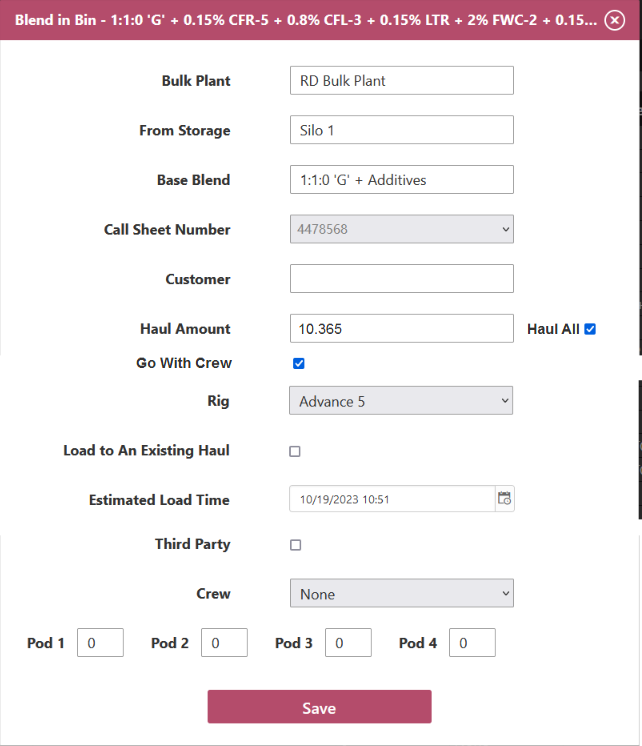 Blend in Bin - 1:1:0 'G' + 0.15% CFR-5 + 0.8% CFL-3 + 0.15% LTR + 2% FWC-2 + 0.15...
Bulk Plant RD Bulk Plant
From Storage Silo 1
Base Blend 1:1:0 'G' + Additives
Call Sheet Number 4478568
Customer
Haul Amount 10.365 Haul All
Go With Crew
Rig Advance 5
Load to An Existing Haul
Estimated Load Time 10/19/2023 10:51
Third Party
Crew None
Pod 1 0 Pod 2 0 Pod 3 0 Pod 4 0
Save